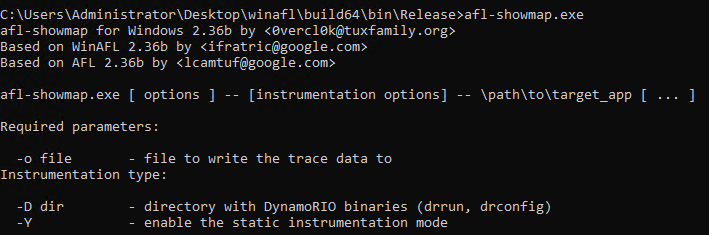 C:\Users\Administrator\Desktop\winafl\build64\bin\Release>afl-showmap.exe
afl-showmap for Windows 2.36b by <0vercl0k@tuxfamily.org>
Based on WinAFL 2.36b by <ifratric@google.com>
Based on AFL 2.36b by <lcamtuf@google.com>
afl-showmap.exe [ options ] -- [instrumentation options] -- \path\to\target_app [ ... ]
Required parameters:
-o file - file to write the trace data to
Instrumentation type:
-D dir - directory with DynamoRIO binaries (drrun, drconfig)
-Y - enable the static instrumentation mode